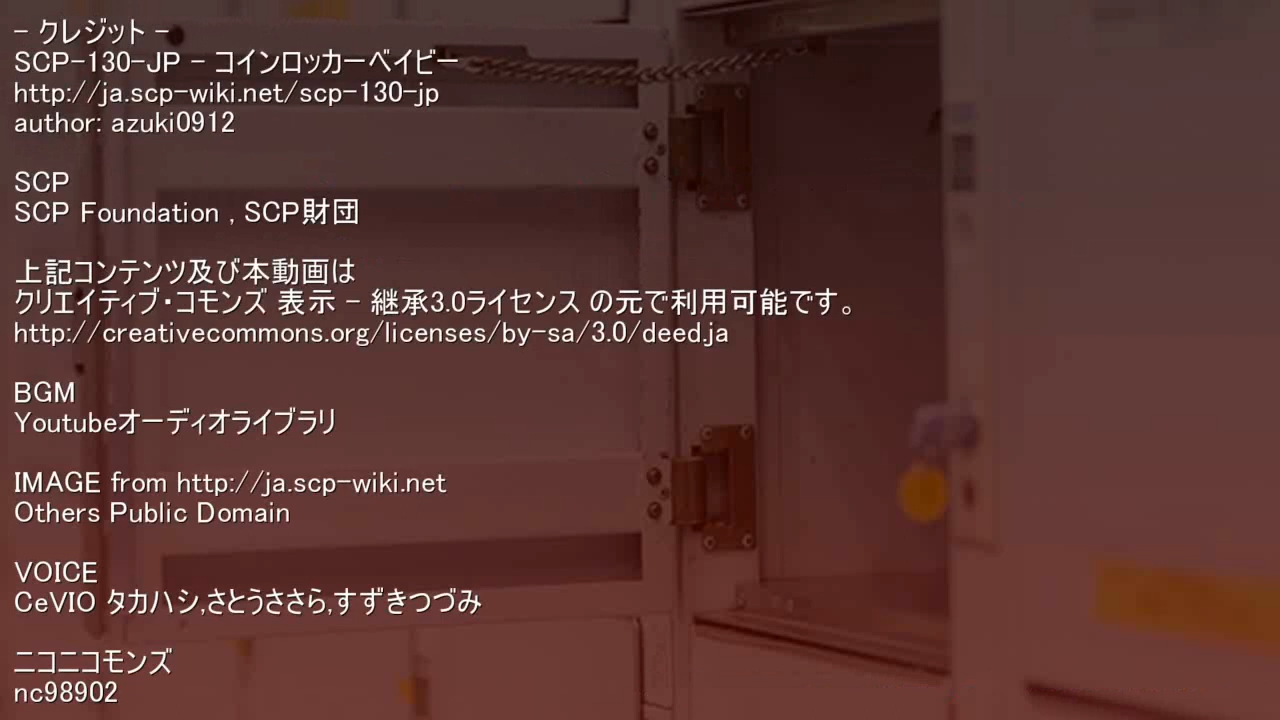 - クレジット -
SCP-130-JP - コインロッカーベイビー
http://ja.scp-wiki.net/scp-130-jp
author: azuki0912
SCP
SCP Foundation , SCP財団
上記コンテンツ及び本動画は
クリエイティブ・コモンズ 表示 - 継承3.0ライセンス の元で利用可能です。
http://creativecommons.org/licenses/by-sa/3.0/deed.ja
BGM
Youtubeオーディオライブラリ
IMAGE from http://ja.scp-wiki.net
Others Public Domain
VOICE
CeVIO タカハシ,さとうささら,すずきつづみ
ニコニコモンズ
nc98902